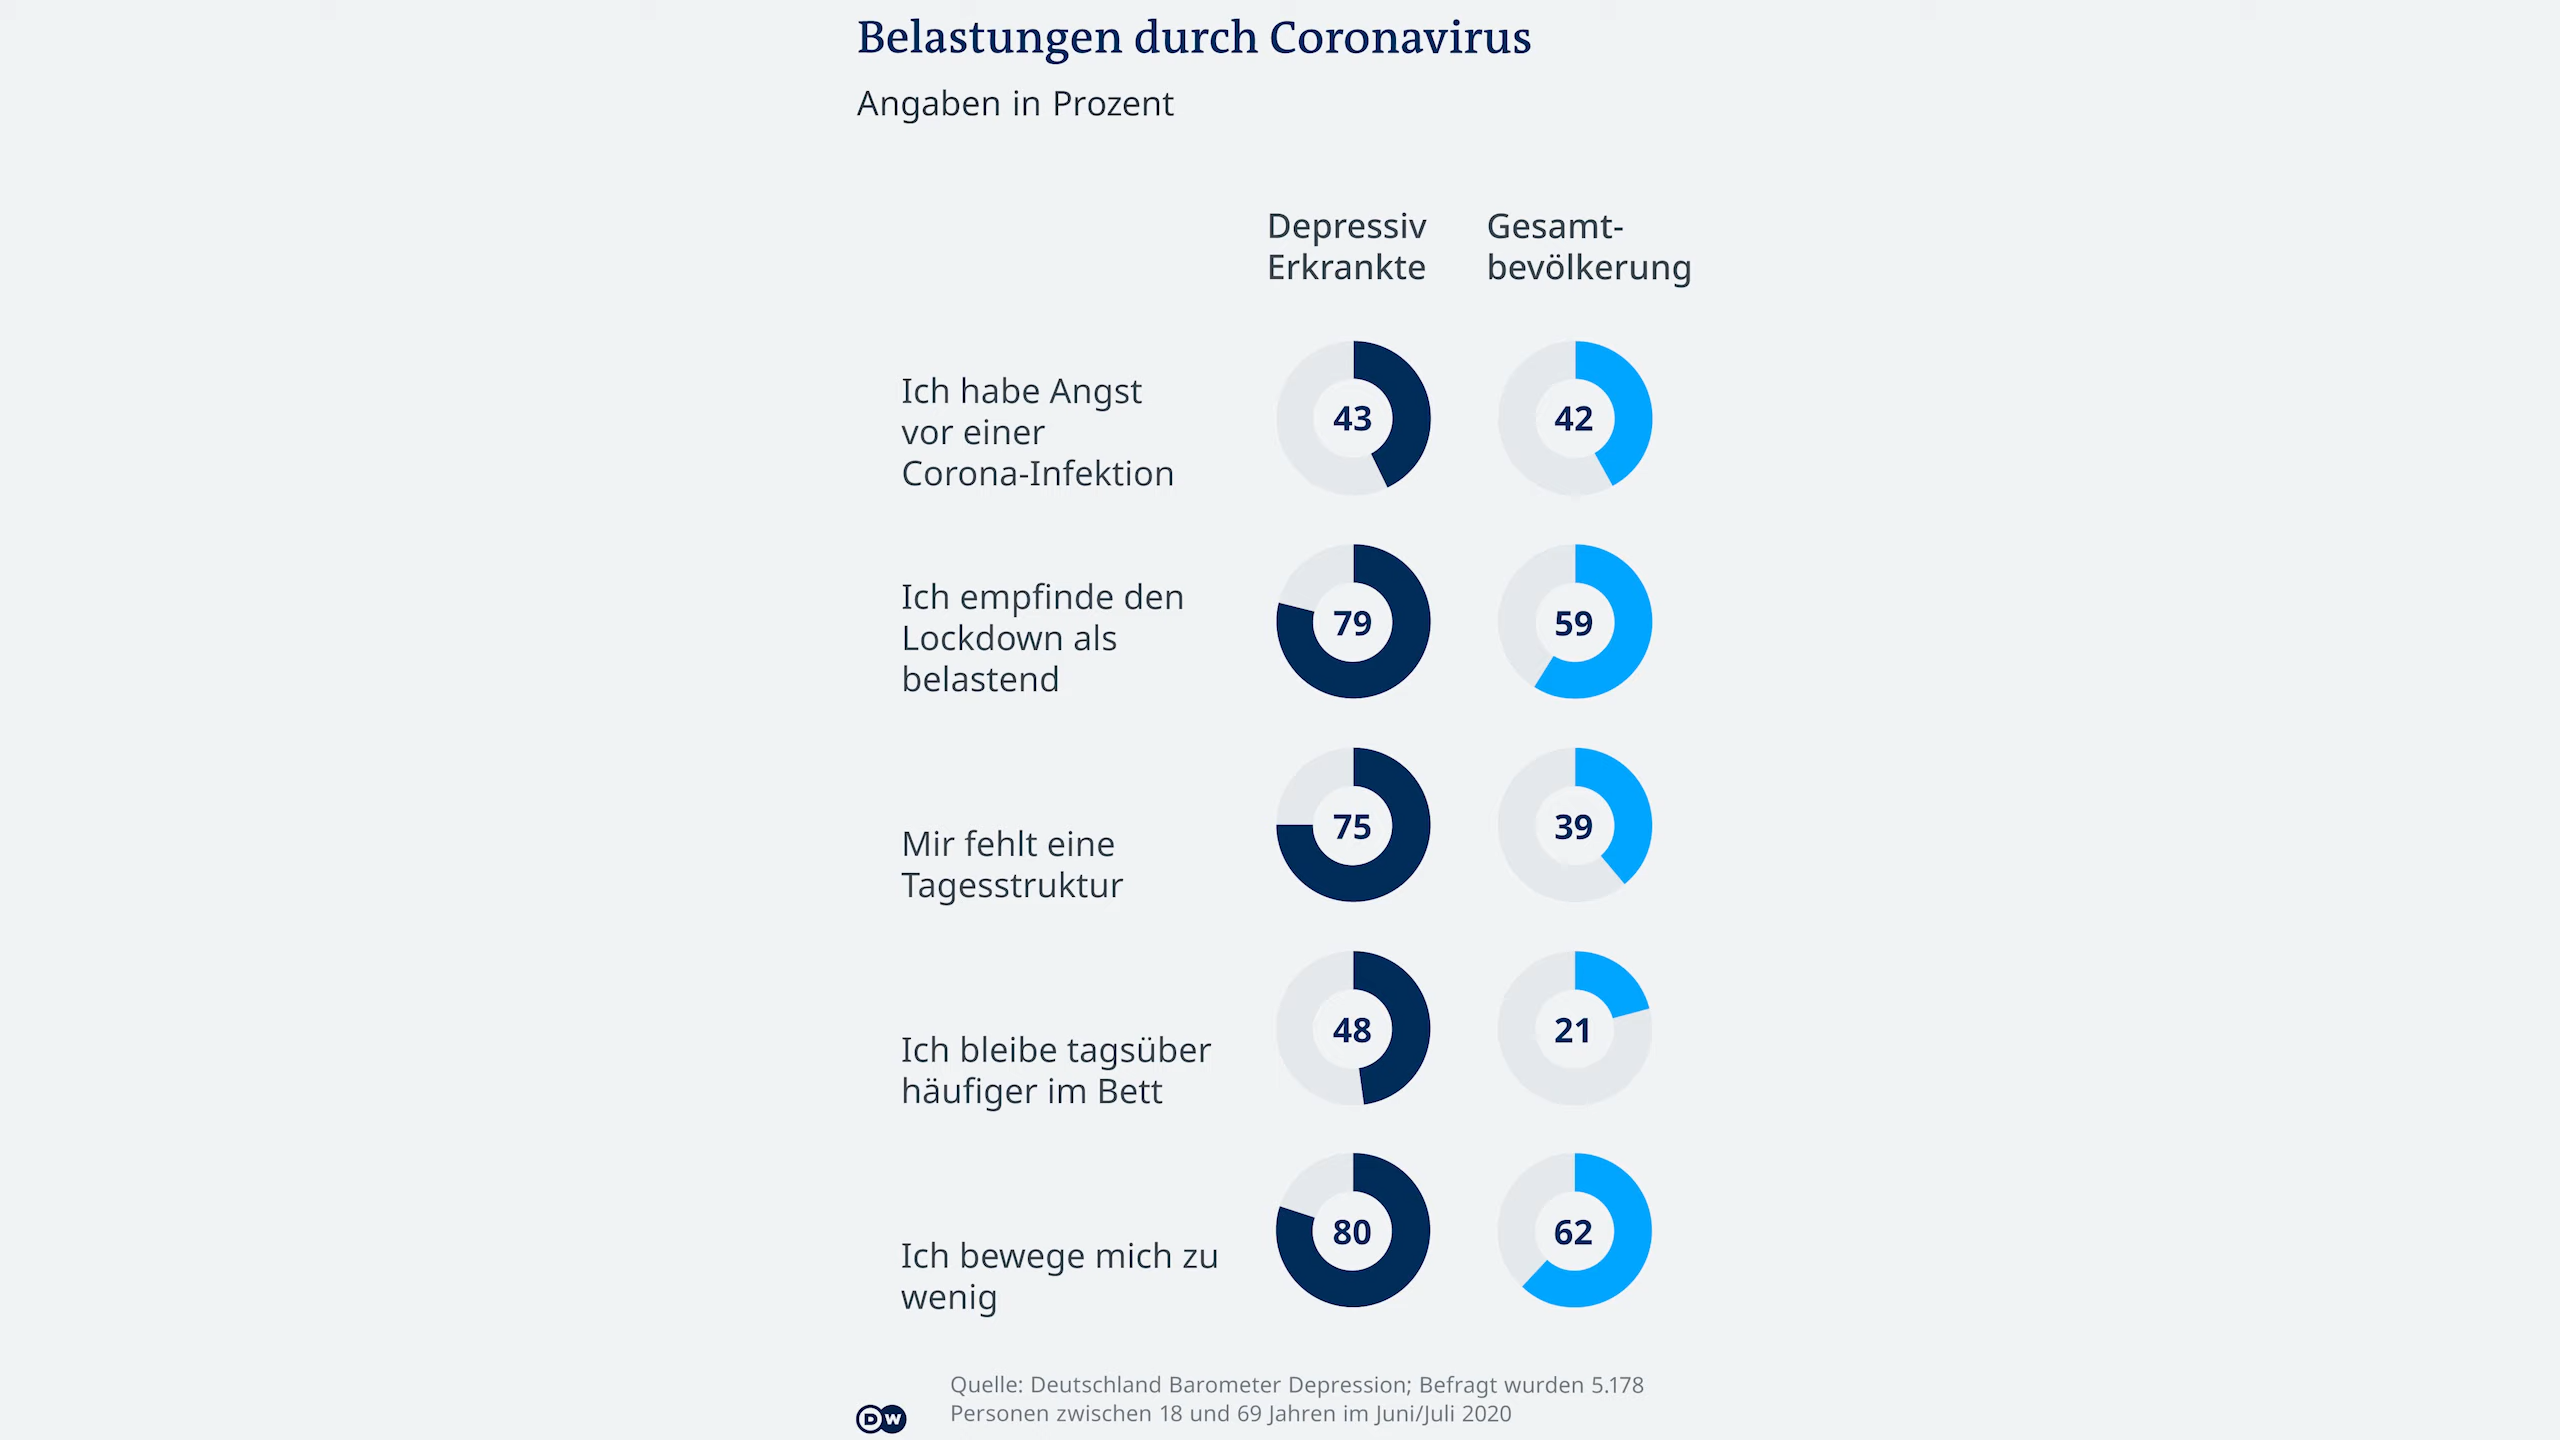 Belastungen durch Coronavirus
Angaben in Prozent
Depressiv
Erkrankte
Gesamt-
bevölkerung
Ich habe Angst
vor einer
Corona-Infektion
43
42
Ich empfinde den
Lockdown als
belastend
79
59
Mir fehlt eine
Tagesstruktur
75
39
Ich bleibe tagsüber
häufiger im Bett
48
21
Ich bewege mich zu
wenig
80
62
Quelle: Deutschland Barometer Depression; Befragt wurden 5.178
Personen zwischen 18 und 69 Jahren im Juni/Juli 2020
DW